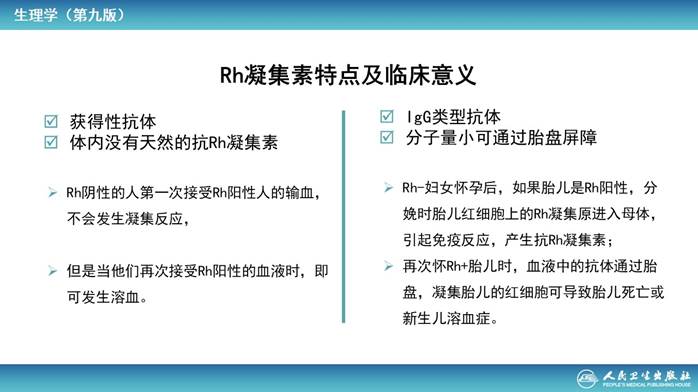 生理学（第九版）
Rh凝集素特点及临床意义
获得性抗体
体内没有天然的抗Rh凝集素
Rh阴性的人第一次接受Rh阳性人的输血，
不会发生凝集反应，
但是当他们再次接受Rh阳性的血液时，即
可发生溶血。
IgG类型抗体
分子量小可通过胎盘屏障
Rh-妇女怀孕后，如果胎儿是Rh阳性，分
娩时胎儿红细胞上的Rh凝集原进入母体，
引起免疫反应，产生抗Rh凝集素；
再次怀Rh+胎儿时，血液中的抗体通过胎
盘，凝集胎儿的红细胞可导致胎儿死亡或
新生儿溶血症。
人民卫生出版社
PEOPLE'S MEDICAL PUBLISHING HOUSE